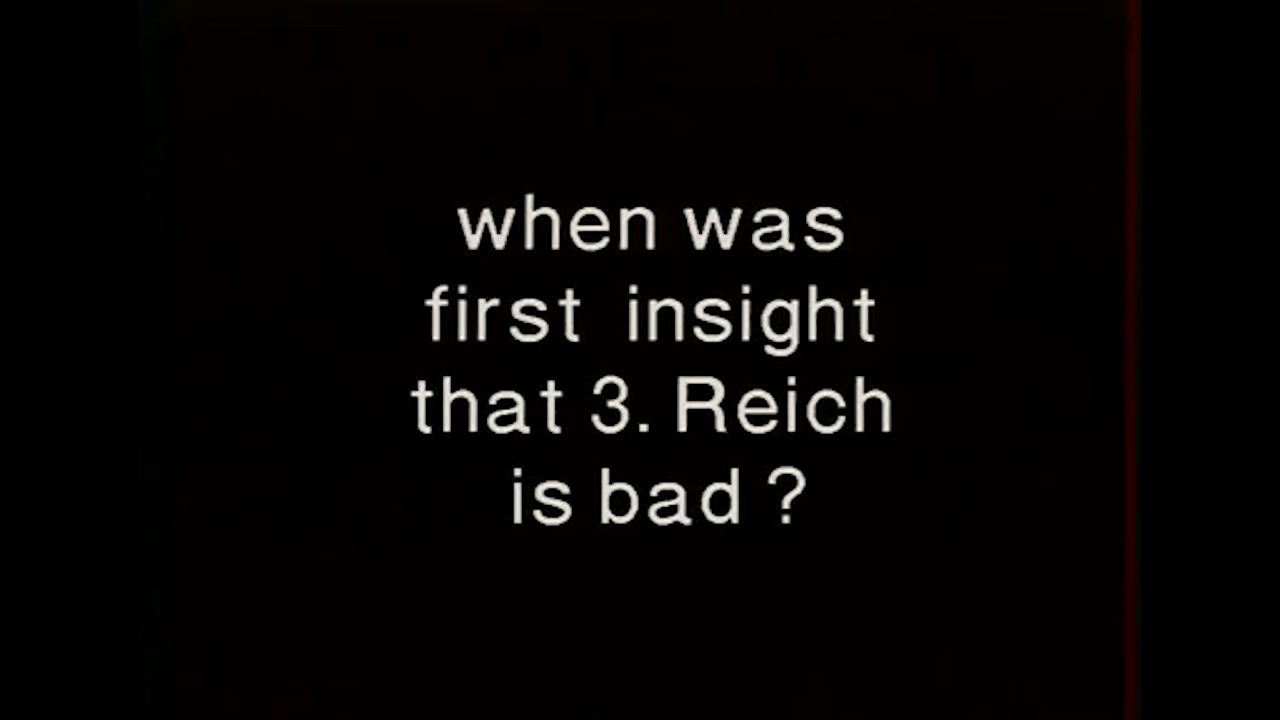 when was
first insight
that 3. Reich
is bad ?